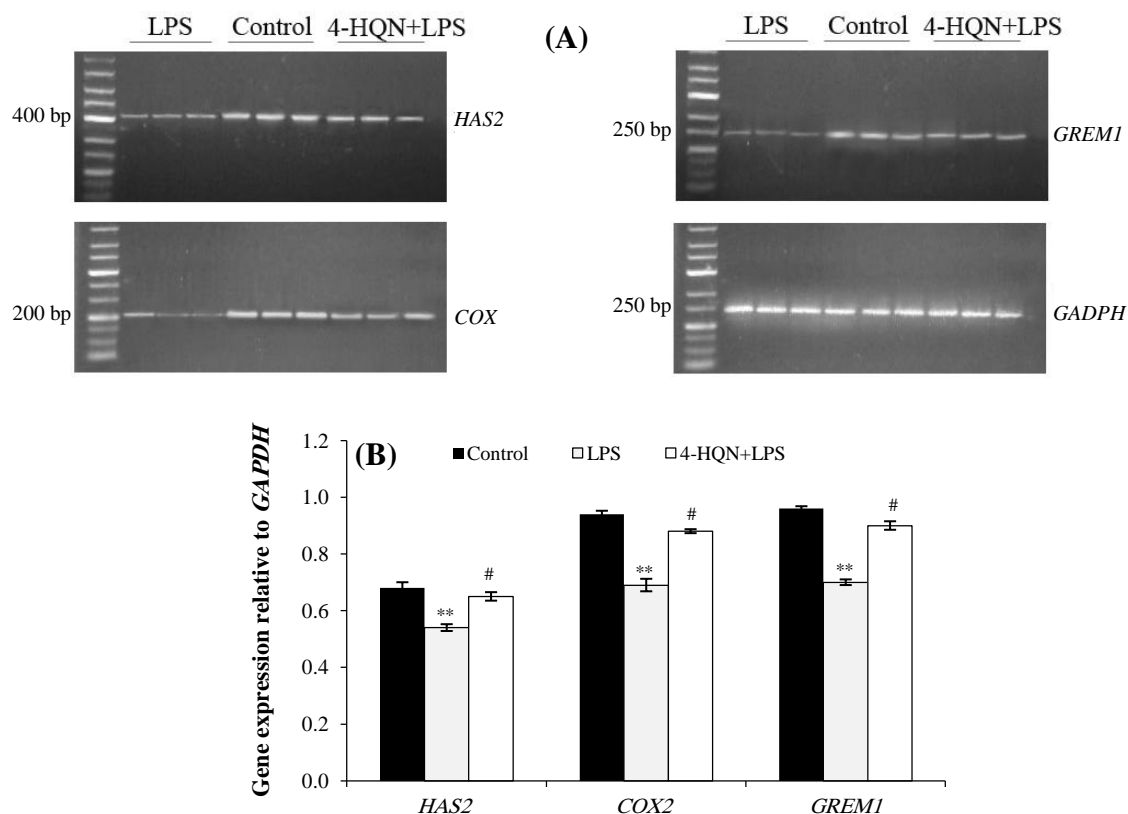 LPS Control 4-HQN+LPS
(A)
LPS Control 4-HQN+LPS
400 bp
HAS2
250 bp
GREM1
200 bp
COX
250 bp
GADPH
(B)
Control LPS 4-HQN+LPS
Gene expression relative to GAPDH
1.2
1.0
0.8
0.6
0.4
0.2
0.0
** #
** #
** #
HAS2 COX2 GREM1